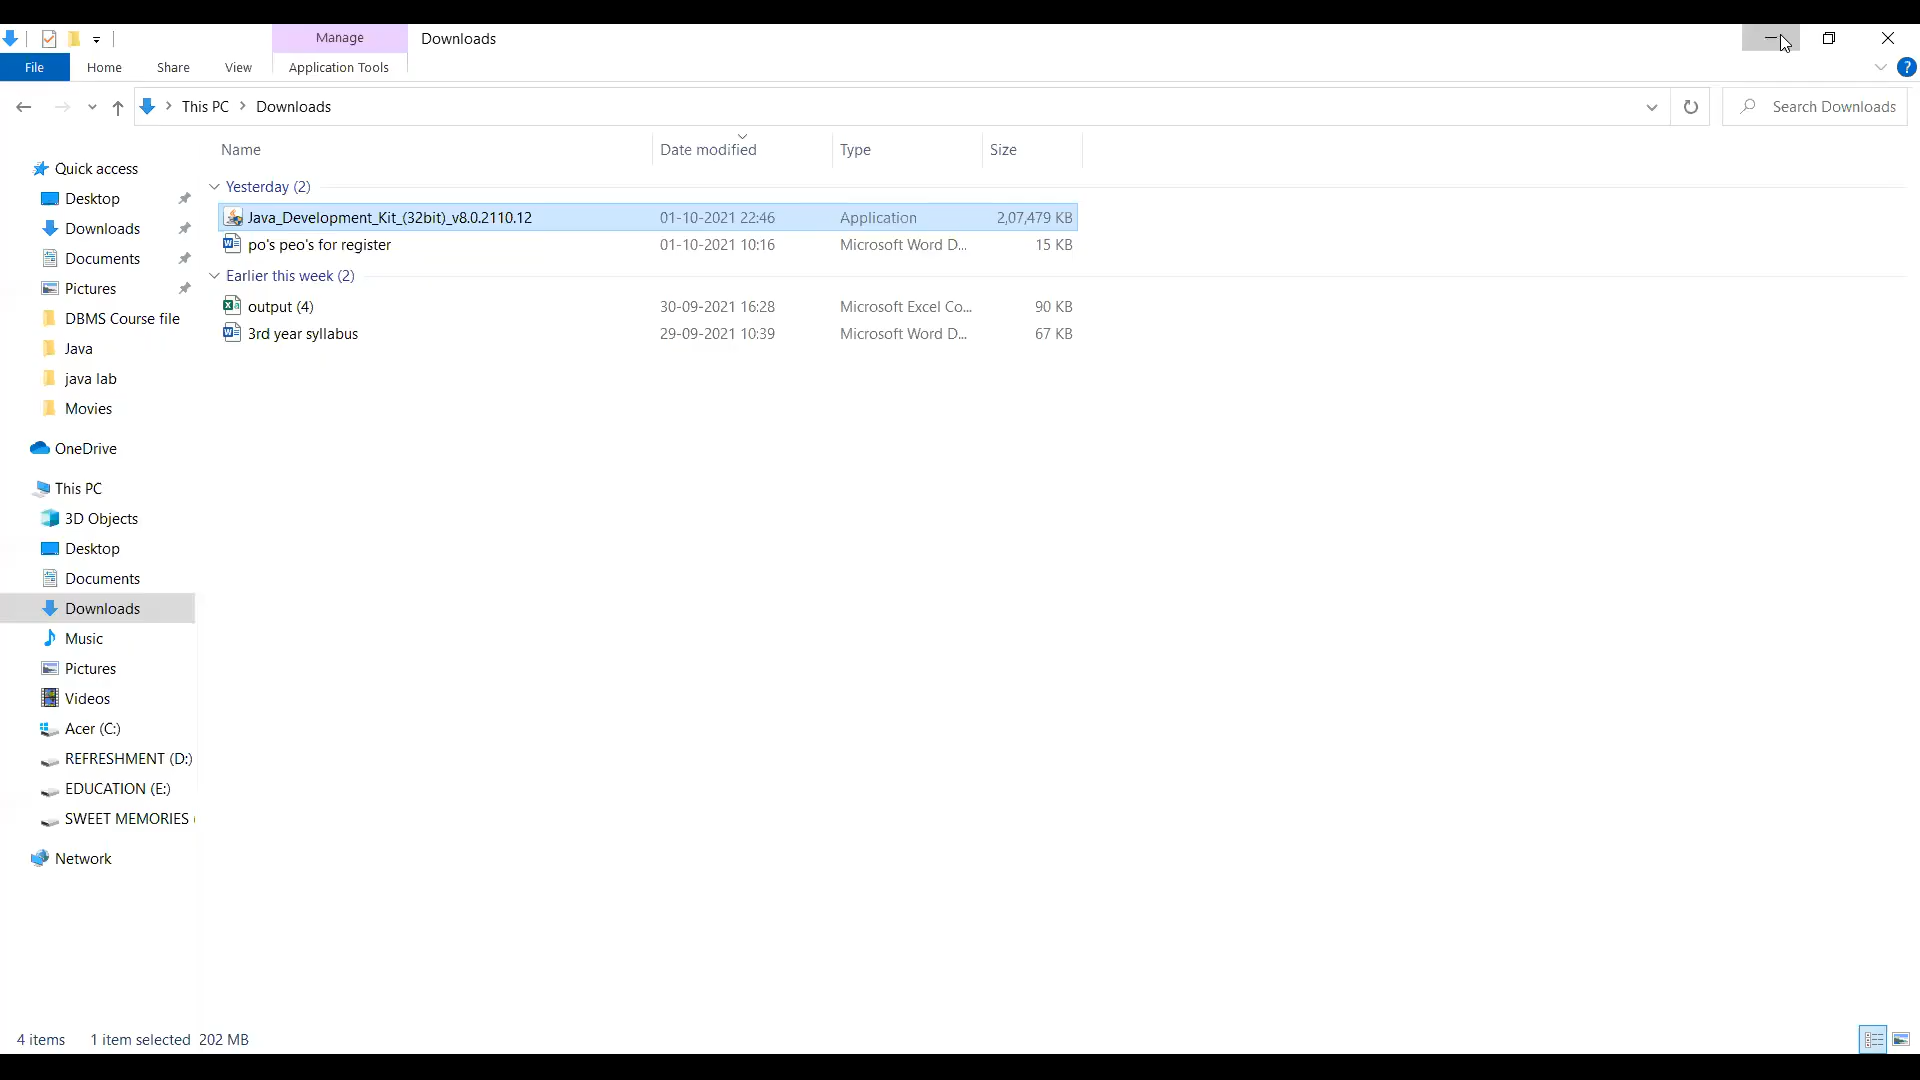 Manage
Downloads
File
Home
Share
View
Application Tools
?
This PC
Downloads
Search Downloads
Name
Date modified
Type
Size
Quick access
Desktop
Downloads
Documents
Pictures
DBMS Course file
Java
java lab
Movies
OneDrive
This PC
3D Objects
Desktop
Documents
Downloads
Music
Pictures
Videos
Acer (C:)
REFRESHMENT (D:)
EDUCATION (E:)
SWEET MEMORIES (
Network
Yesterday (2)
Java_Development_Kit_(32bit)_v8.0.2110.12 01-10-2021 22:46 Application 2,07,479 KB
po's peo's for register 01-10-2021 10:16 Microsoft Word D... 15 KB
Earlier this week (2)
output (4) 30-09-2021 16:28 Microsoft Excel Co... 90 KB
3rd year syllabus 29-09-2021 10:39 Microsoft Word D... 67 KB
4 items 1 item selected 202 MB